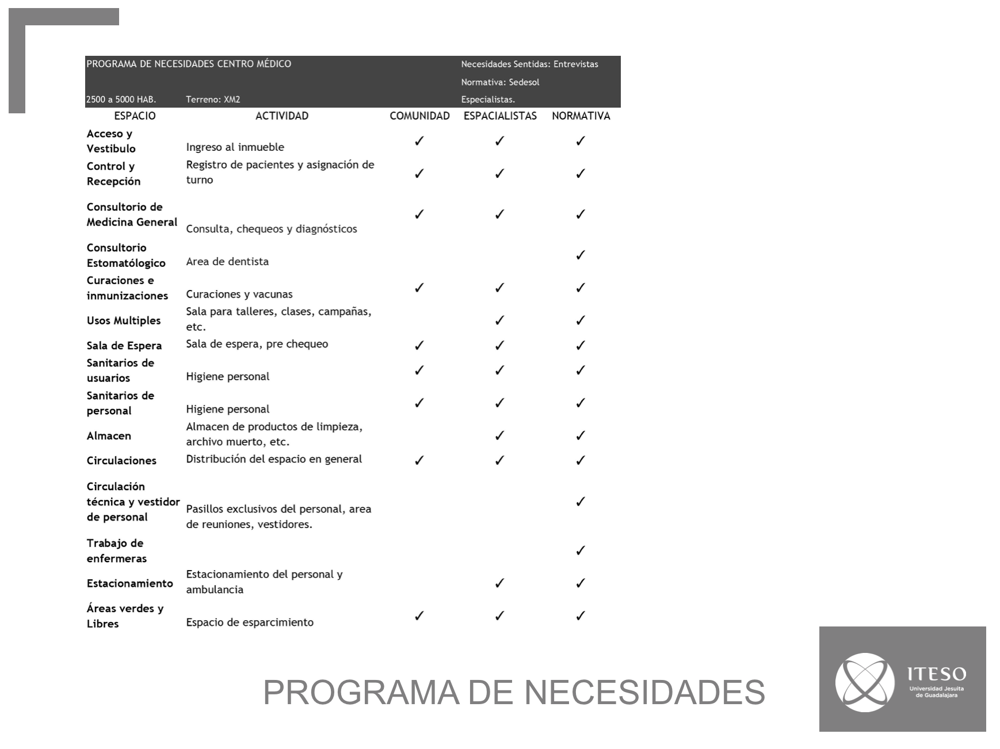 PROGRAMA DE NECESIDADES CENTRO MÉDICO
Necesidades Sentidas: Entrevistas
Normativa: Sedesol
2500 a 5000 HAB. Terreno: XM2 Especialistas.
ESPACIO ACTIVIDAD COMUNIDAD ESPACIALISTAS NORMATIVA
Acceso y
Vestibulo
Ingreso al inmueble
✓ ✓ ✓
Control y
Recepción
Registro de pacientes y asignación de
turno
✓ ✓ ✓
Consultorio de
Medicina General
Consulta, chequeos y diagnósticos
✓ ✓ ✓
Consultorio
Estomatólogico
Area de dentista
✓
Curaciones e
inmunizaciones
Curaciones y vacunas
✓ ✓ ✓
Usos Multiples
Sala para talleres, clases, campañas,
etc.
✓ ✓
Sala de Espera
Sala de espera, pre chequeo
✓ ✓ ✓
Sanitarios de
usuarios
Higiene personal
✓ ✓ ✓
Sanitarios de
personal
Higiene personal
✓ ✓ ✓
Almacen
Almacen de productos de limpieza,
archivo muerto, etc.
✓ ✓
Circulaciones
Distribución del espacio en general
✓ ✓ ✓
Circulación
técnica y vestidor
de personal
Pasillos exclusivos del personal, area
de reuniones, vestidores.
✓
Trabajo de
enfermeras
✓
Estacionamiento
Estacionamiento del personal y
ambulancia
✓ ✓
Áreas verdes y
Libres
Espacio de esparcimiento
✓ ✓ ✓
PROGRAMA DE NECESIDADES
ITESO
Universidad Jesuita
de Guadalajara